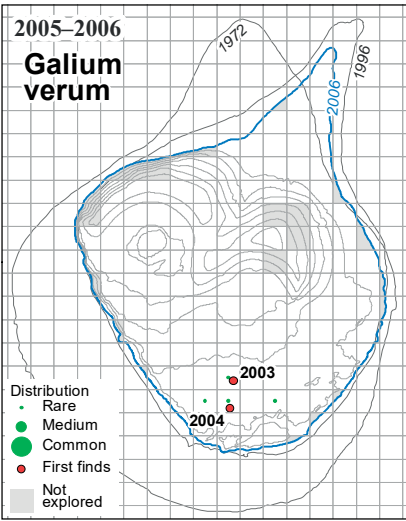 2005–2006
Galium
verum
1972
1996
2006
2003
2004
Distribution
Rare
Medium
Common
First finds
Not
explored